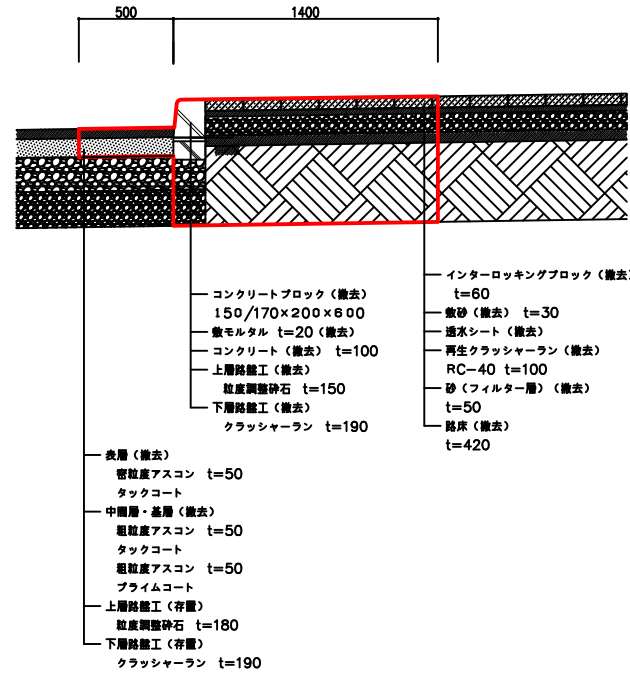 500
1400
コンクリートブロック（撤去）
150/170×200×600
敷モルタル t=20（撤去）
コンクリート（撤去） t=100
上層路盤工（撤去）
粒度調整砕石 t=150
下層路盤工（撤去）
クラッシャーラン t=190
インターロッキングブロック（撤去）
t=60
敷砂（撤去） t=30
透水シート（撤去）
再生クラッシャーラン（撤去）
RC-40 t=100
砂（フィルター層）（撤去）
t=50
路床（撤去）
t=420
表層（撤去）
密粒度アスコン t=50
タックコート
中間層・基層（撤去）
粗粒度アスコン t=50
タックコート
粗粒度アスコン t=50
プライムコート
上層路盤工（存置）
粒度調整砕石 t=180
下層路盤工（存置）
クラッシャーラン t=190